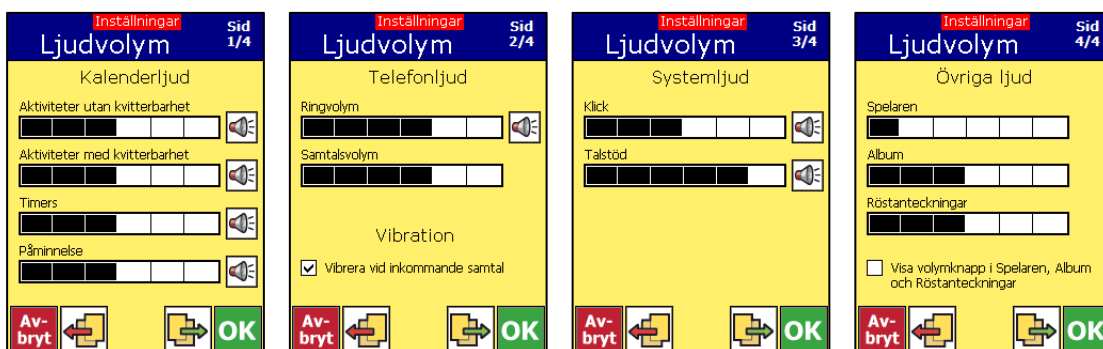 Inställningar
Ljudvolym
Sid
1/4
Kalenderljud
Aktiviteter utan kvitterbarhet
Aktiviteter med kvitterbarhet
Timers
Påminnelse
Av-
bryt
OK
Inställningar
Ljudvolym
Sid
2/4
Telefonljud
Ringvolym
Samtalsvolym
Vibration
Vibrera vid inkommande samtal
Av-
bryt
OK
Inställningar
Ljudvolym
Sid
3/4
Systemljud
Klick
Talstöd
Av-
bryt
OK
Inställningar
Ljudvolym
Sid
4/4
Övriga ljud
Spelaren
Album
Röstanteckningar
Visa volymknapp i Spelaren, Album
och Röstanteckningar
Av-
bryt
OK